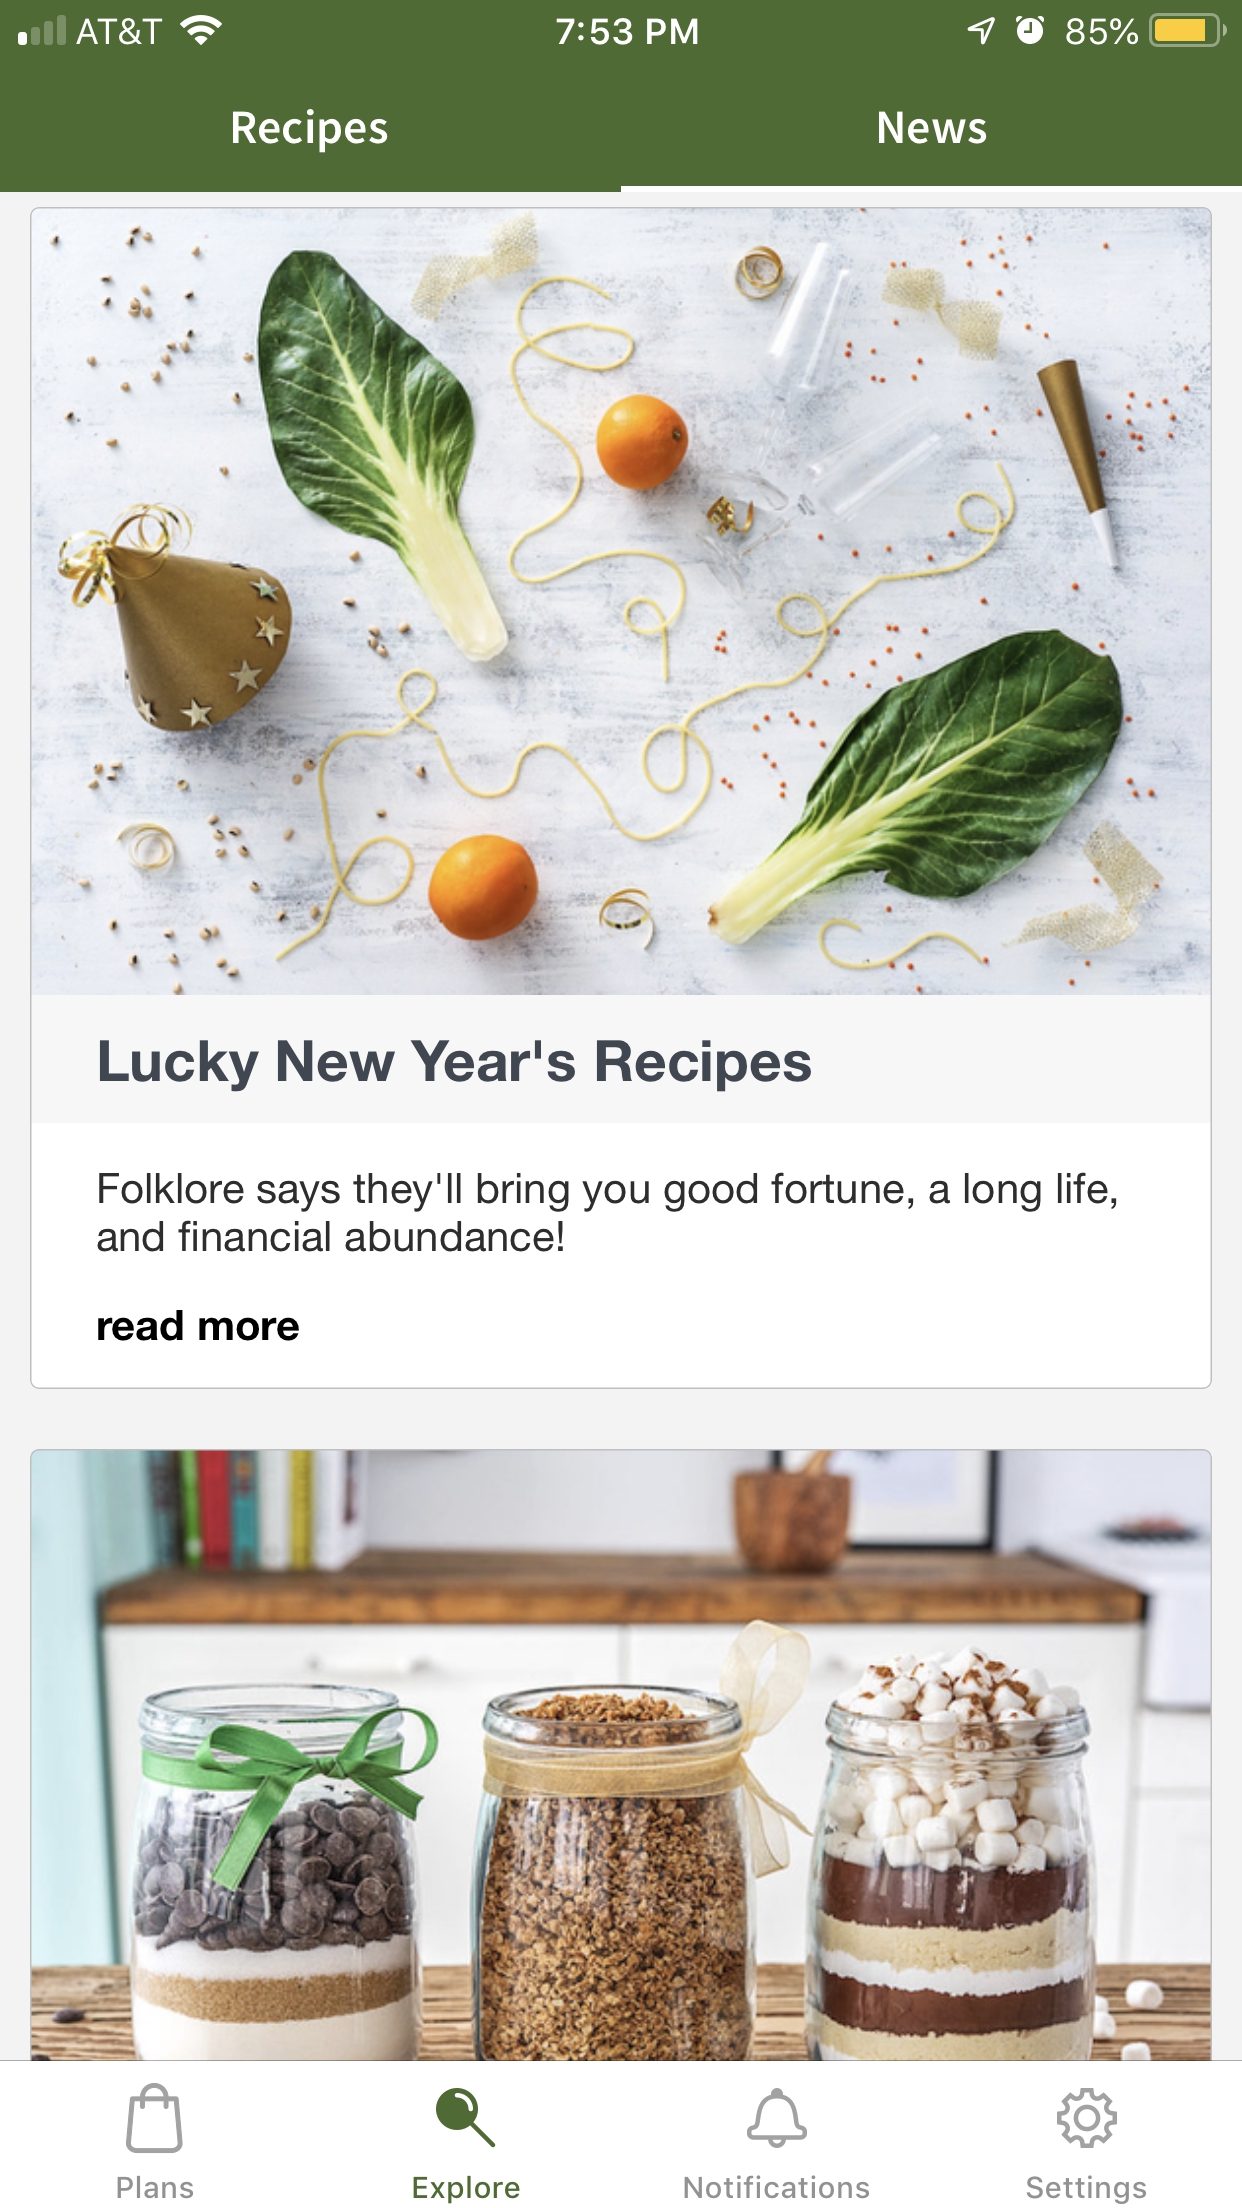 AT&T 7:53 PM 85%
Recipes News
Lucky New Year's Recipes
Folklore says they'll bring you good fortune, a long life,
and financial abundance!
read more
Plans Explore Notifications Settings